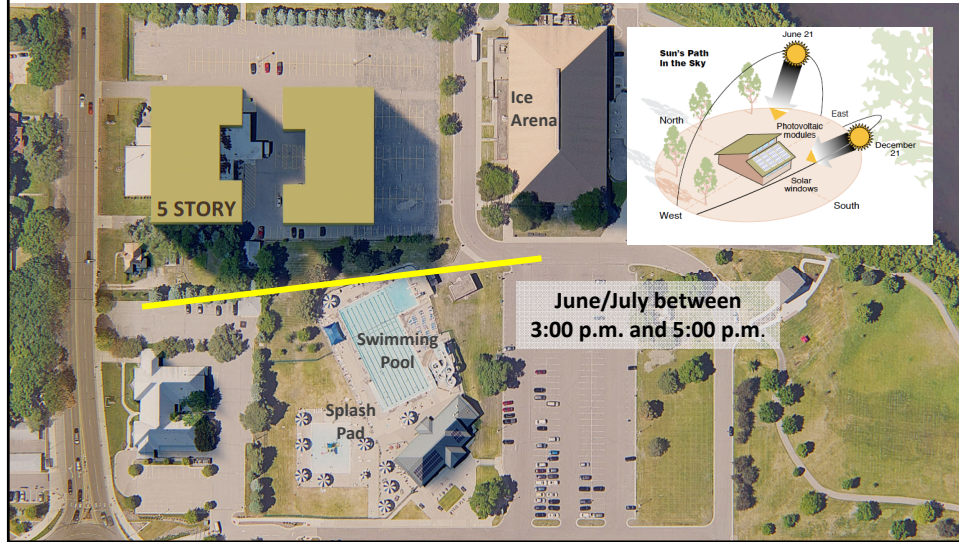 5 STORY
Ice
Arena
Swimming
Pool
Splash
Pad
June/July between
3:00 p.m. and 5:00 p.m.
Sun's Path
In the Sky
June 21
North
East
Photovoltaic
modules
December
21
Solar
windows
West
South